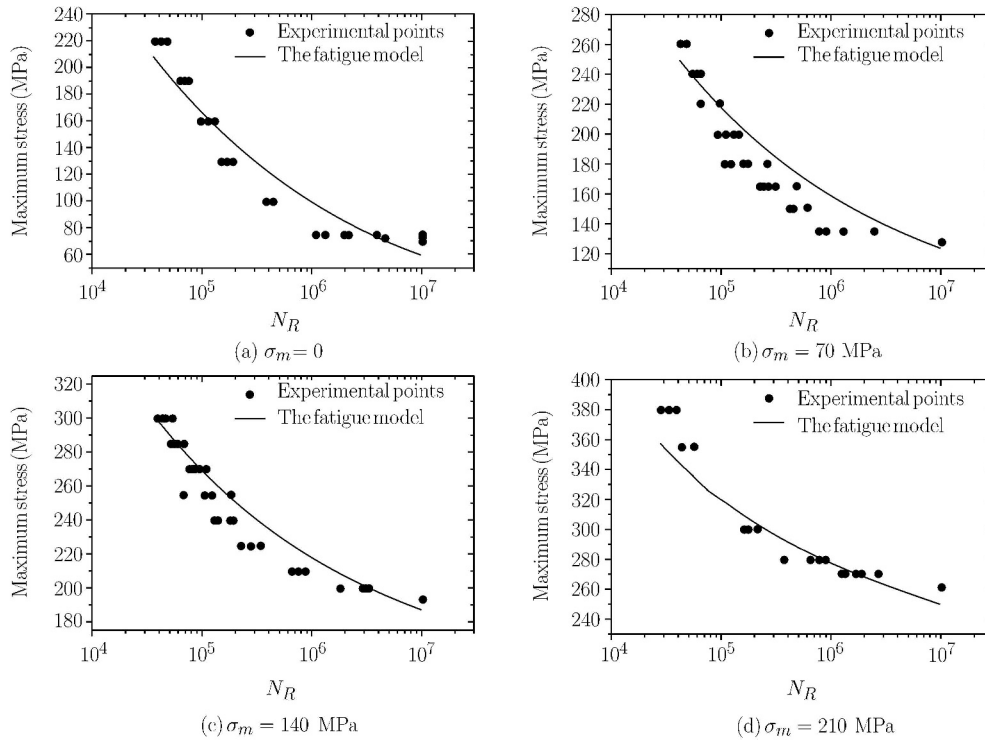 Maximum stress (MPa)
220
200
180
160
140
120
100
80
60
Experimental points
The fatigue model
10^4
10^5
10^6
10^7
N_R
(a) σ_m = 0
Maximum stress (MPa)
260
240
220
200
180
160
140
120
Experimental points
The fatigue model
10^4
10^5
10^6
10^7
N_R
(b) σ_m = 70 MPa
Maximum stress (MPa)
320
300
280
260
240
220
200
180
Experimental points
The fatigue model
10^4
10^5
10^6
10^7
N_R
(c) σ_m = 140 MPa
Maximum stress (MPa)
400
380
360
340
320
300
280
260
240
Experimental points
The fatigue model
10^4
10^5
10^6
10^7
N_R
(d) σ_m = 210 MPa